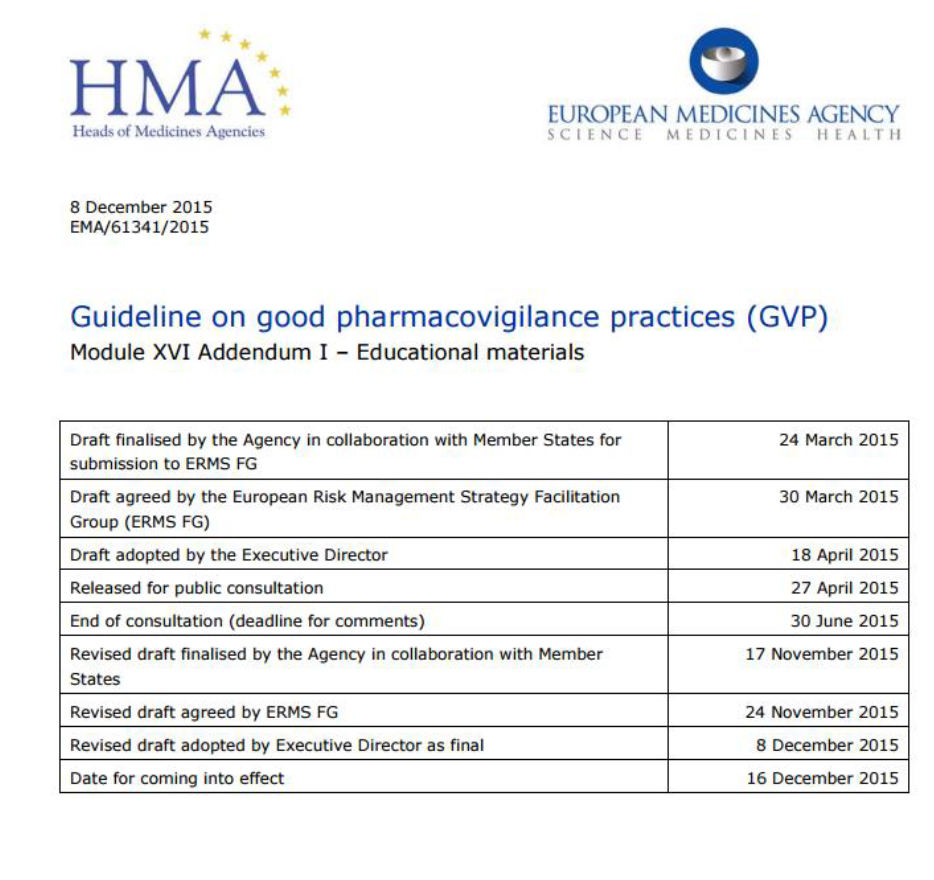 HMA
Heads of Medicines Agencies
EUROPEAN MEDICINES AGENCY
SCIENCE MEDICINES HEALTH
8 December 2015
EMA/61341/2015
Guideline on good pharmacovigilance practices (GVP)
Module XVI Addendum I – Educational materials
Draft finalised by the Agency in collaboration with Member States for 24 March 2015
submission to ERMS FG
Draft agreed by the European Risk Management Strategy Facilitation 30 March 2015
Group (ERMS FG)
Draft adopted by the Executive Director 18 April 2015
Released for public consultation 27 April 2015
End of consultation (deadline for comments) 30 June 2015
Revised draft finalised by the Agency in collaboration with Member 17 November 2015
States
Revised draft agreed by ERMS FG 24 November 2015
Revised draft adopted by Executive Director as final 8 December 2015
Date for coming into effect 16 December 2015